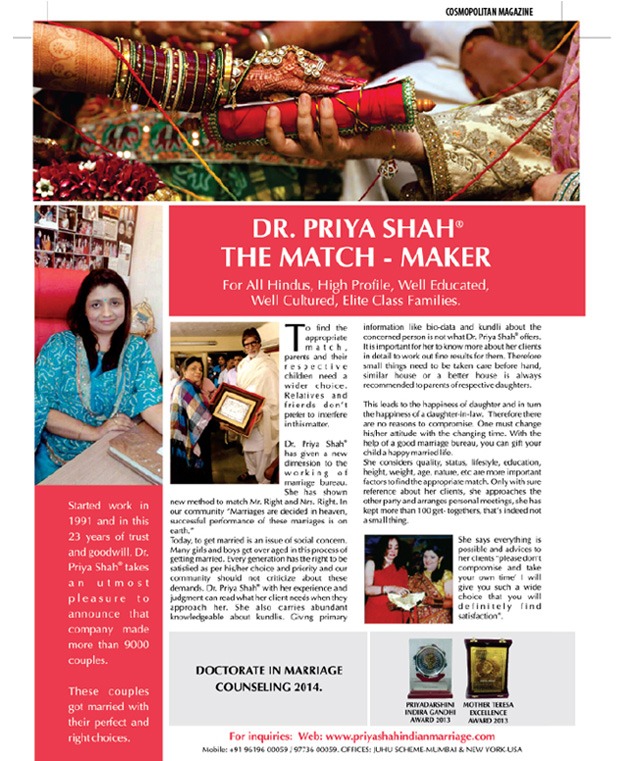 COSMOPOLITAN MAGAZINE
DR. PRIYA SHAH®
THE MATCH - MAKER
For All Hindus, High Profile, Well Educated,
Well Cultured, Elite Class Families.
To find the
appropriate
match,
parents and their
respective
children need a
wider choice.
Relatives and
friends don't
prefer to interfere
in this matter.
Dr. Priya Shah®
has given a new
dimension to the
working of
marriage bureau.
She has shown
new method to match Mr. Right and Mrs. Right. In
our community "Marriages are decided in heaven,
successful performance of these marriages is on
earth."
Today, to get married is an issue of social concern.
Many girls and boys get over aged in this process of
getting married. Every generation has the right to be
satisfied as per his/her choice and priority and our
community should not criticize about these
demands. Dr. Priya Shah® with her experience and
judgment can read what her client needs when they
approach her. She also carries abundant
knowledgeable about kundlis. Givng primary
information like bio-data and kundli about the
concerned person is not what Dr. Priya Shah® offers.
It is important for her to know more about her clients
in detail to work out fine results for them. Therefore
small things need to be taken care before hand,
similar house or a better house is always
recommended to parents of respective daughters.
This leads to the happiness of daughter and in turn
the happiness of a daughter-in-law. Therefore there
are no reasons to compromise. One must change
his/her attitude with the changing time. With the
help of a good marriage bureau, you can gift your
child a happy married life.
She considers quality, status, lifestyle, education,
height, weight, age, nature, etc are more important
factors to find the appropriate match. Only with sure
reference about her clients, she approaches the
other party and arranges personal meetings, she has
kept more than 100 get- togethers, that's indeed not
a small thing.
She says everything is
possible and advices to
her clients "please don't
compromise and take
your own time' I will
give you such a wide
choice that you will
definitely find
satisfaction".
Started work in
1991 and in this
23 years of trust
and goodwill. Dr.
Priya Shah® takes
an utmost
pleasure to
announce that
company made
more than 9000
couples.
These couples
got married with
their perfect and
right choices.
DOCTORATE IN MARRIAGE
COUNSELING 2014.
PRIYADARSHINI
INDIRA GANDHI
AWARD 2013
MOTHER TERESA
EXCELLENCE
AWARD 2013
For inquiries: Web: www.priyashahindianmarriage.com
Mobile: +91 96196 00059 / 97736 00059. OFFICES: JUHU SCHEME-MUMBAI & NEW YORK-USA